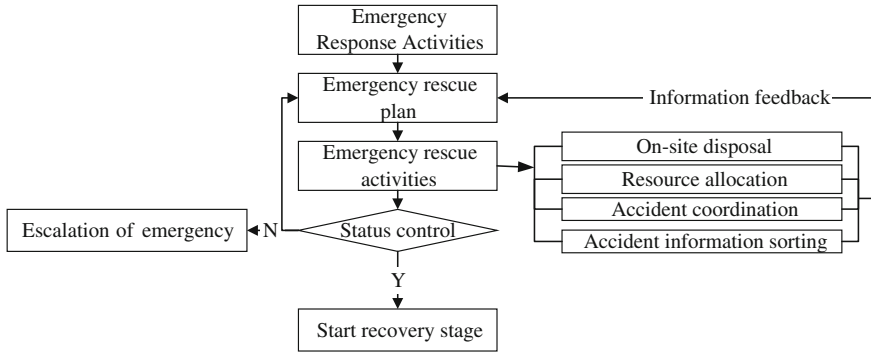 Emergency
Response Activities
Emergency rescue
plan
Information feedback
Emergency rescue
activities
On-site disposal
Resource allocation
Accident coordination
Accident information sorting
Escalation of emergency
N
Status control
Y
Start recovery stage